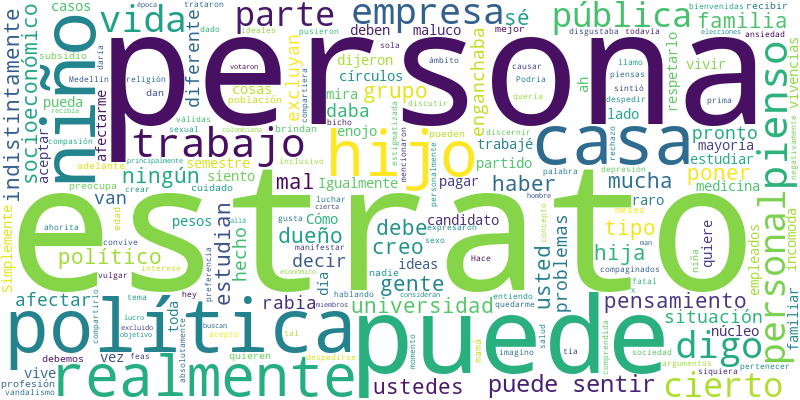 persona
estrato
política
puede
niño
hijo
casa
trabajo
realmente
personal
pienso
digo
cierto
vida
parte
empresa
pública
familia
socioeconómico
indistintamente
diferente
excluyan
grupo
enganchaba
sé
maluco
dijeron
círculos
mira
daba
enojo
casos
subsidio
Medellín
religión
dan
votaron
cosas
población
deben
sola
ámbito
mejor
compartiera
discutir
causar
Podría
quería
disgustaba
todavía
llamo
piensas
sintió
despedir
prima
bienvenidas
recibir
elecciones
ansiedad
respetarlo
vivir
vivencias
negativamente
ah
lado
pronto
mayoria
estudiar
medicina
rechazo
depresión
palabra
trabajé
partido
discernir
personalmente
pueden
mencionaron
estigmatizada
bicho
brindan
Igualmente
siento
semestre
inclusivo
ningún
cuidado
crear
preocupa
principalmente
válidas
sexual
colombiana
compasión
recibía
adelante
aceptar
pueda
afectarme
época
dado
ideales
pusieron
trataron
mal
pagar
haber
mucha
poner
raro
tipo
meses
concepto
hombre
incomoda
empleados
van
edad
pesos
Cómo
luchar
cierta
gusta
allá
hecho
dueño
debe
creo
candidato
manifestar
sexo
expresaron
Hace
quiere
ideas
nadie
gente
hija
niña
man
compaginados
Simplemente
ahorita
político
estudian
decir
día
económico
preferencia
convive
vulgar
interese
hey
rabia
miembros
hablando
consideran
universidad
usted
problemas
entiendo
quedarme
salud
tía
imagino
fatal
x
pensamiento
situación
núcleo
familiar
afectar
tema
compartirlo
lucro
excluido
objetivo
toda
buscan
acepto
tal
absolutamente
debemos
vez
feas
quieren
despedirse
vive
profesión
vandalismo
momento
mamá
ustedes
puede sentir
comprendida
sociedad
argumentos
pertenecer
siquiera